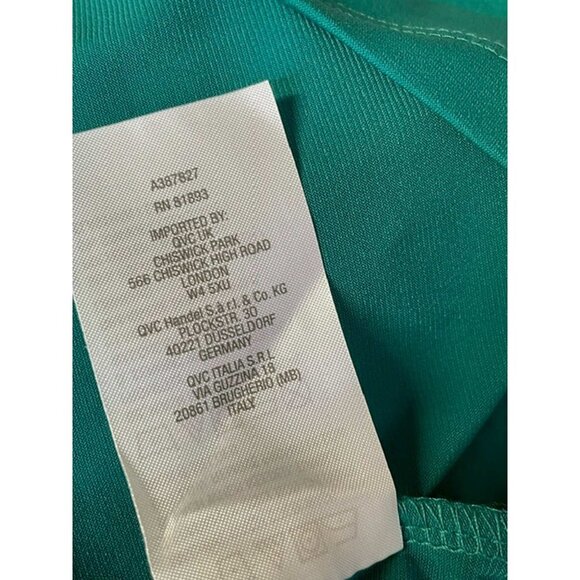 A387827
RN 81893
IMPORTED BY:
QVC UK
CHISWICK PARK
566 CHISWICK HIGH ROAD
LONDON
W4 5XU
QVC Handel S.à r.l. & Co. KG
PLOCKSTR. 30
40221 DUSSELDORF
GERMANY
QVC ITALIA S.R.L
VIA GUZZINA 18
20861 BRUGHERIO (MB)
ITALY